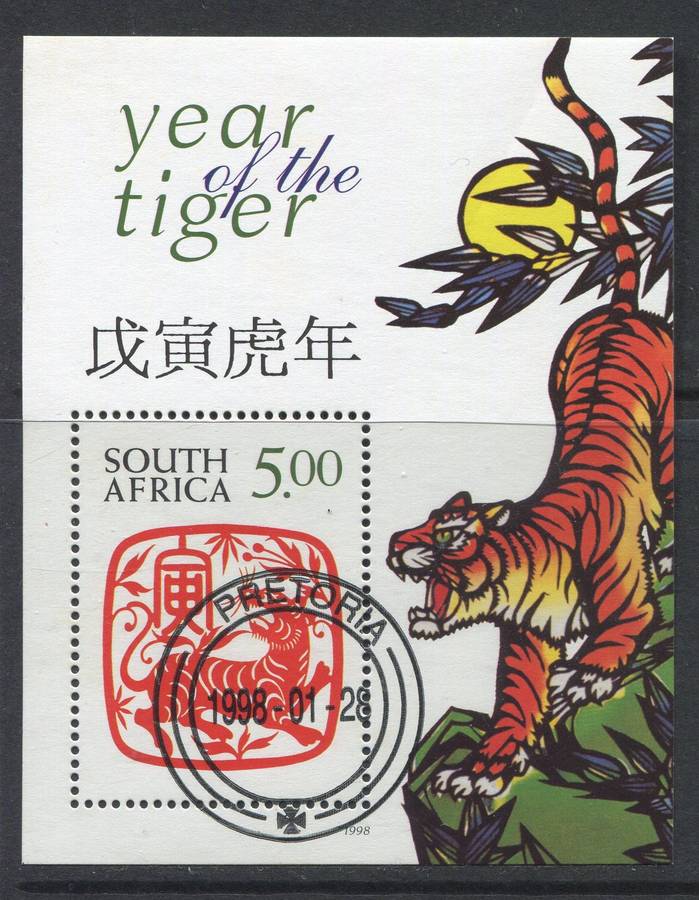 year
of the
tiger
戊寅虎年
SOUTH
AFRICA
5.00
寅
PRETORIA
1998-01-28
1998